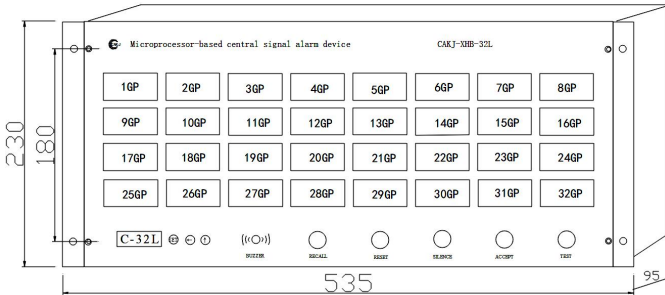 Microprocessor-based central signal alarm device CAKJ-XHB-32L
1GP 2GP 3GP 4GP 5GP 6GP 7GP 8GP
9GP 10GP 11GP 12GP 13GP 14GP 15GP 16GP
17GP 18GP 19GP 20GP 21GP 22GP 23GP 24GP
25GP 26GP 27GP 28GP 29GP 30GP 31GP 32GP
C-32L SET ← ↑ ((○))
BUZZER RECALL RESET SILENCE ACCEPT TEST
230
180
535
95